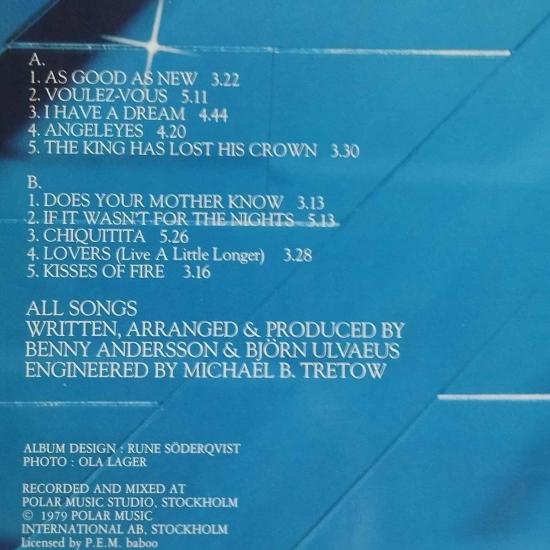 A.
1. AS GOOD AS NEW 3.22
2. VOULEZ-VOUS 5.11
3. I HAVE A DREAM 4.44
4. ANGELEYES 4.20
5. THE KING HAS LOST HIS CROWN 3.30
B.
1. DOES YOUR MOTHER KNOW 3.13
2. IF IT WASN'T FOR THE NIGHTS 5.13
3. CHIQUITITA 5.26
4. LOVERS (Live A Little Longer) 3.28
5. KISSES OF FIRE 3.16
ALL SONGS
WRITTEN, ARRANGED & PRODUCED BY
BENNY ANDERSSON & BJÖRN ULVAEUS
ENGINEERED BY MICHAEL B. TRETOW
ALBUM DESIGN : RUNE SÖDERQVIST
PHOTO : OLA LAGER
RECORDED AND MIXED AT
POLAR MUSIC STUDIO, STOCKHOLM
© 1979 POLAR MUSIC
INTERNATIONAL AB, STOCKHOLM
Licensed by P.E.M. baboo